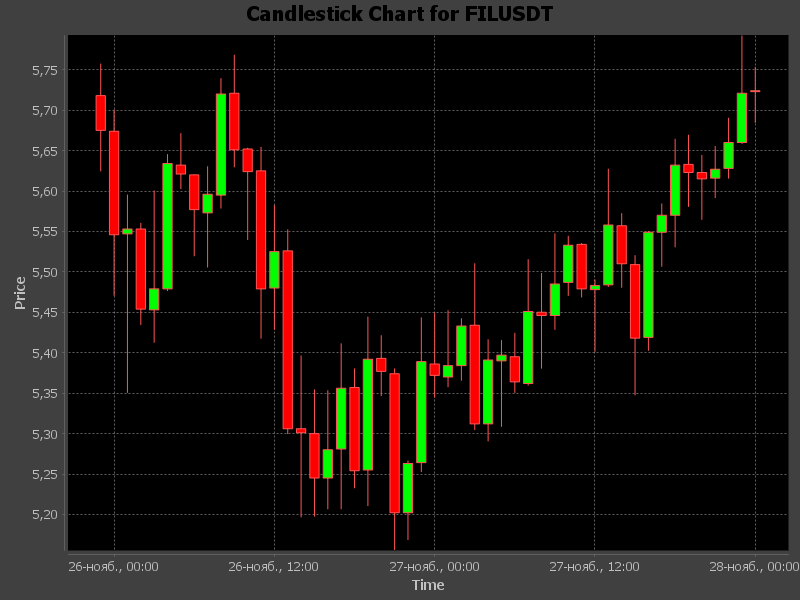 Candlestick Chart for FILUSDT
5,75
5,70
5,65
5,60
5,55
5,50
5,45
5,40
5,35
5,30
5,25
5,20
Price
26-нояб., 00:00
26-нояб., 12:00
27-нояб., 00:00
27-нояб., 12:00
28-нояб., 00:00
Time